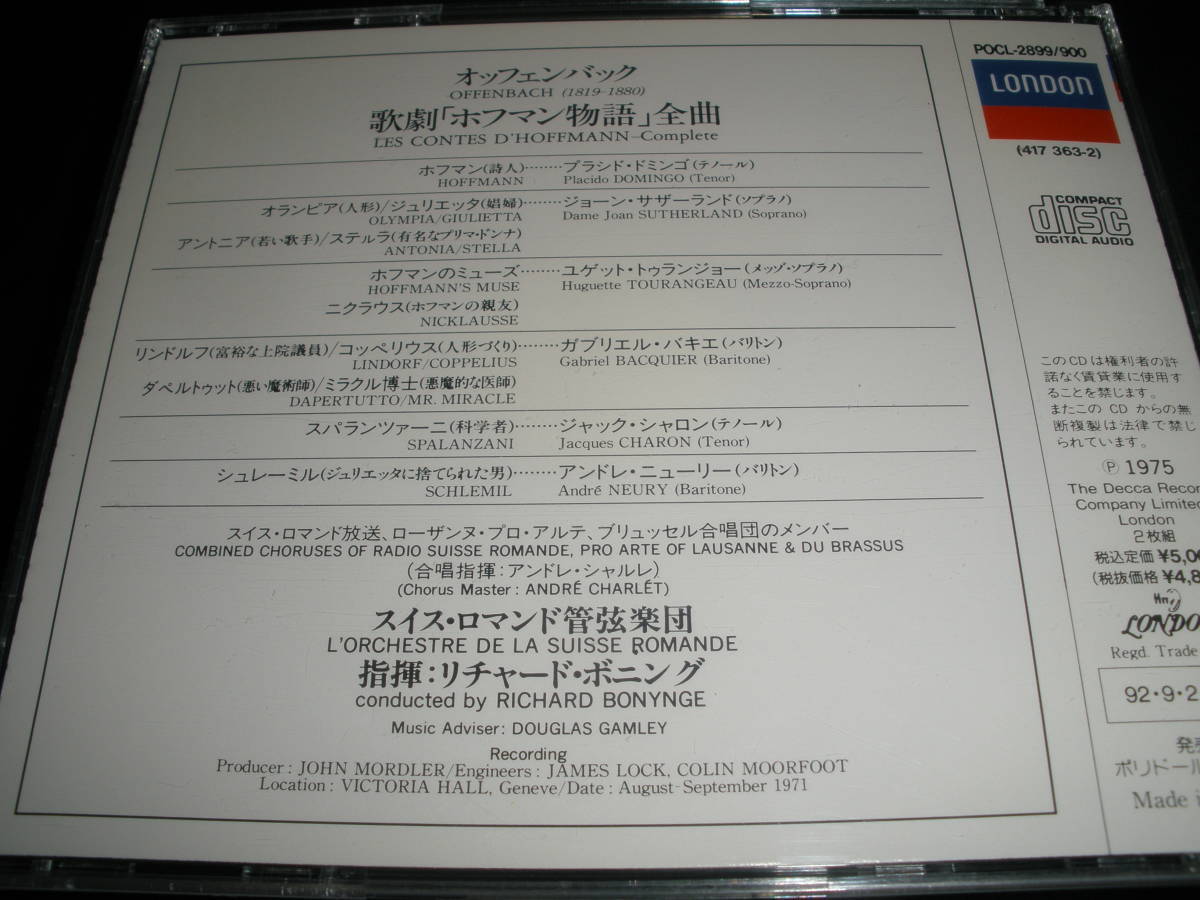 オッフェンバック
OFFENBACH (1819-1880)
歌劇「ホフマン物語」全曲
LES CONTES D'HOFFMANN–Complete
ホフマン(詩人)········プラシド・ドミンゴ(テノール)
HOFFMANN Placido DOMINGO (Tenor)
オランピア(人形)/ジュリエッタ(娼婦)········ジョーン・サザーランド(ソプラノ)
OLYMPIA/GIULIETTA Dame Joan SUTHERLAND (Soprano)
アントニア(若い歌手)/ステルラ(有名なプリマ・ドンナ)
ANTONIA/STELLA
ホフマンのミューズ········ユゲット・トゥランジョー(メッゾ・ソプラノ)
HOFFMANN'S MUSE Huguette TOURANGEAU (Mezzo-Soprano)
ニクラウス(ホフマンの親友)
NICKLAUSSE
リンドルフ(富裕な上院議員)/コッペリウス(人形づくり)········ガブリエル・バキエ(バリトン)
LINDORF/COPPELIUS Gabriel BACQUIER (Baritone)
ダペルトゥット(悪い魔術師)/ミラクル博士(悪魔的な医師)
DAPERTUTTO/MR. MIRACLE
スパランツァーニ(科学者)········ジャック・シャロン(テノール)
SPALANZANI Jacques CHARON (Tenor)
シュレーミル(ジュリエッタに捨てられた男)········アンドレ・ニューリー(バリトン)
SCHLEMIL André NEURY (Baritone)
スイス・ロマンド放送、ローザンヌ・プロ・アルテ、ブリュッセル合唱団のメンバー
COMBINED CHORUSES OF RADIO SUISSE ROMANDE, PRO ARTE OF LAUSANNE & DU BRASSUS
(合唱指揮:アンドレ・シャルレ)
(Chorus Master : ANDRÉ CHARLÉT)
スイス・ロマンド管弦楽団
L'ORCHESTRE DE LA SUISSE ROMANDE
指揮:リチャード・ボニング
conducted by RICHARD BONYNGE
Music Adviser: DOUGLAS GAMLEY
Recording
Producer : JOHN MORDLER/Engineers : JAMES LOCK, COLIN MOORFOOT
Location : VICTORIA HALL, Geneve/Date : August-September 1971
POCL-2899/900
LONDON
(417 363-2)
COMPACT
disc
DIGITAL AUDIO
このCDは権利者の許
諾なく賃貸業に使用す
ることを禁じます。
またこの CD からの無
断複製は法律で禁じ
られています。
℗ 1975
The Decca Recor
Company Limited
London
2枚組
税込定価 ¥5,0
(税抜価格 ¥4,8
LONDO
Regd. Trade
92・9・2
発
ポリドール
Made i